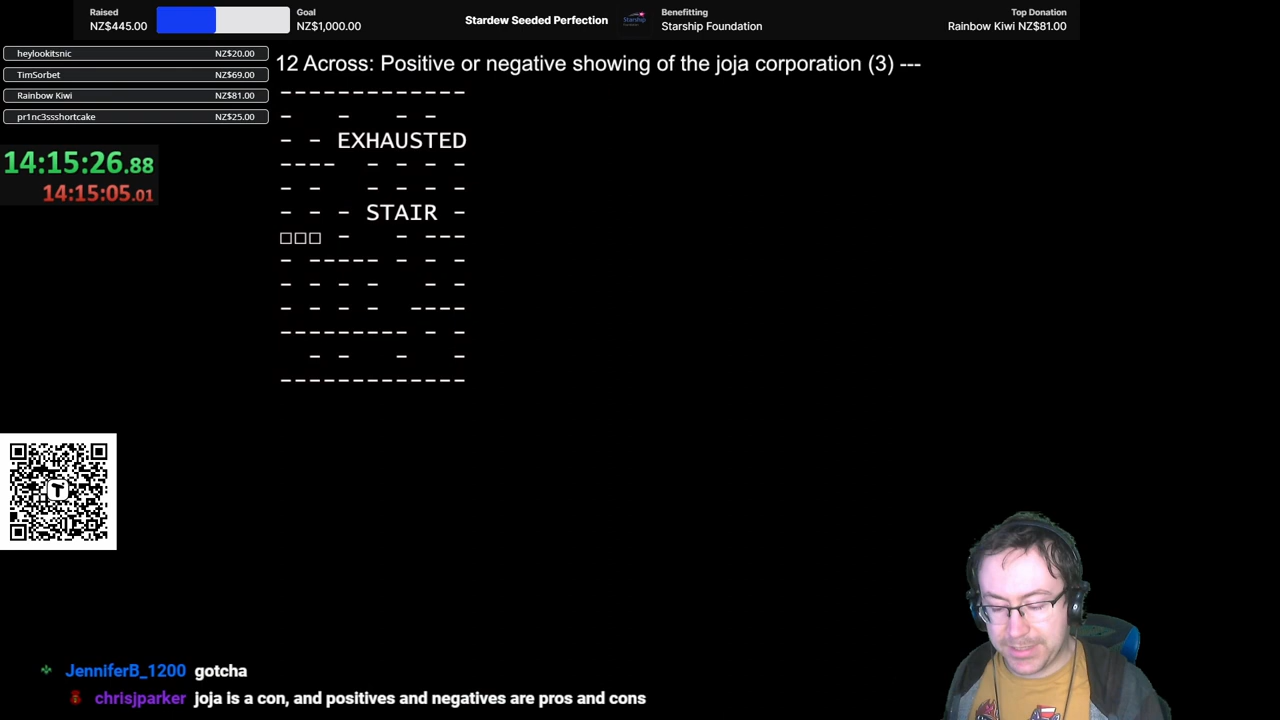 Raised
NZ$445.00
Goal
NZ$1,000.00
Stardew Seeded Perfection
Starship
Benefitting
Starship Foundation
Top Donation
Rainbow Kiwi NZ$81.00
heylookitsnic NZ$20.00
TimSorbet NZ$69.00
Rainbow Kiwi NZ$81.00
pr1nc3ssshortcake NZ$25.00
14:15:26.88
14:15:05.01
12 Across: Positive or negative showing of the joja corporation (3) ---
-------------
- - - -
- - EXHAUSTED
---- - - - -
- - - - - -
- - - STAIR -
□□□ - - ---
- ----- - - -
- - - - - -
- - - - ----
--------- - -
- - - -
-------------
T
JenniferB_1200 gotcha
chrisjparker joja is a con, and positives and negatives are pros and cons